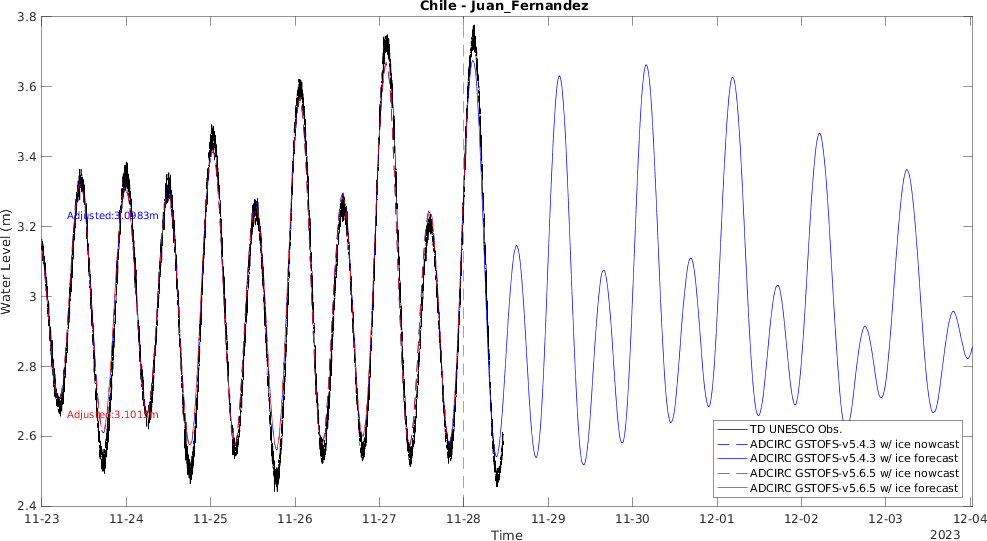 Chile - Juan_Fernandez
Water Level (m)
3.8
3.6
3.4
3.2
3
2.8
2.6
2.4
Adjusted:3.0983m
TD UNESCO Obs.
ADCIRC GSTOFS-v5.4.3 w/ ice nowcast
ADCIRC GSTOFS-v5.4.3 w/ ice forecast
ADCIRC GSTOFS-v5.6.5 w/ ice nowcast
ADCIRC GSTOFS-v5.6.5 w/ ice forecast
11-23 11-24 11-25 11-26 11-27 11-28 11-29 11-30 12-01 12-02 12-03 12-04
Time
2023